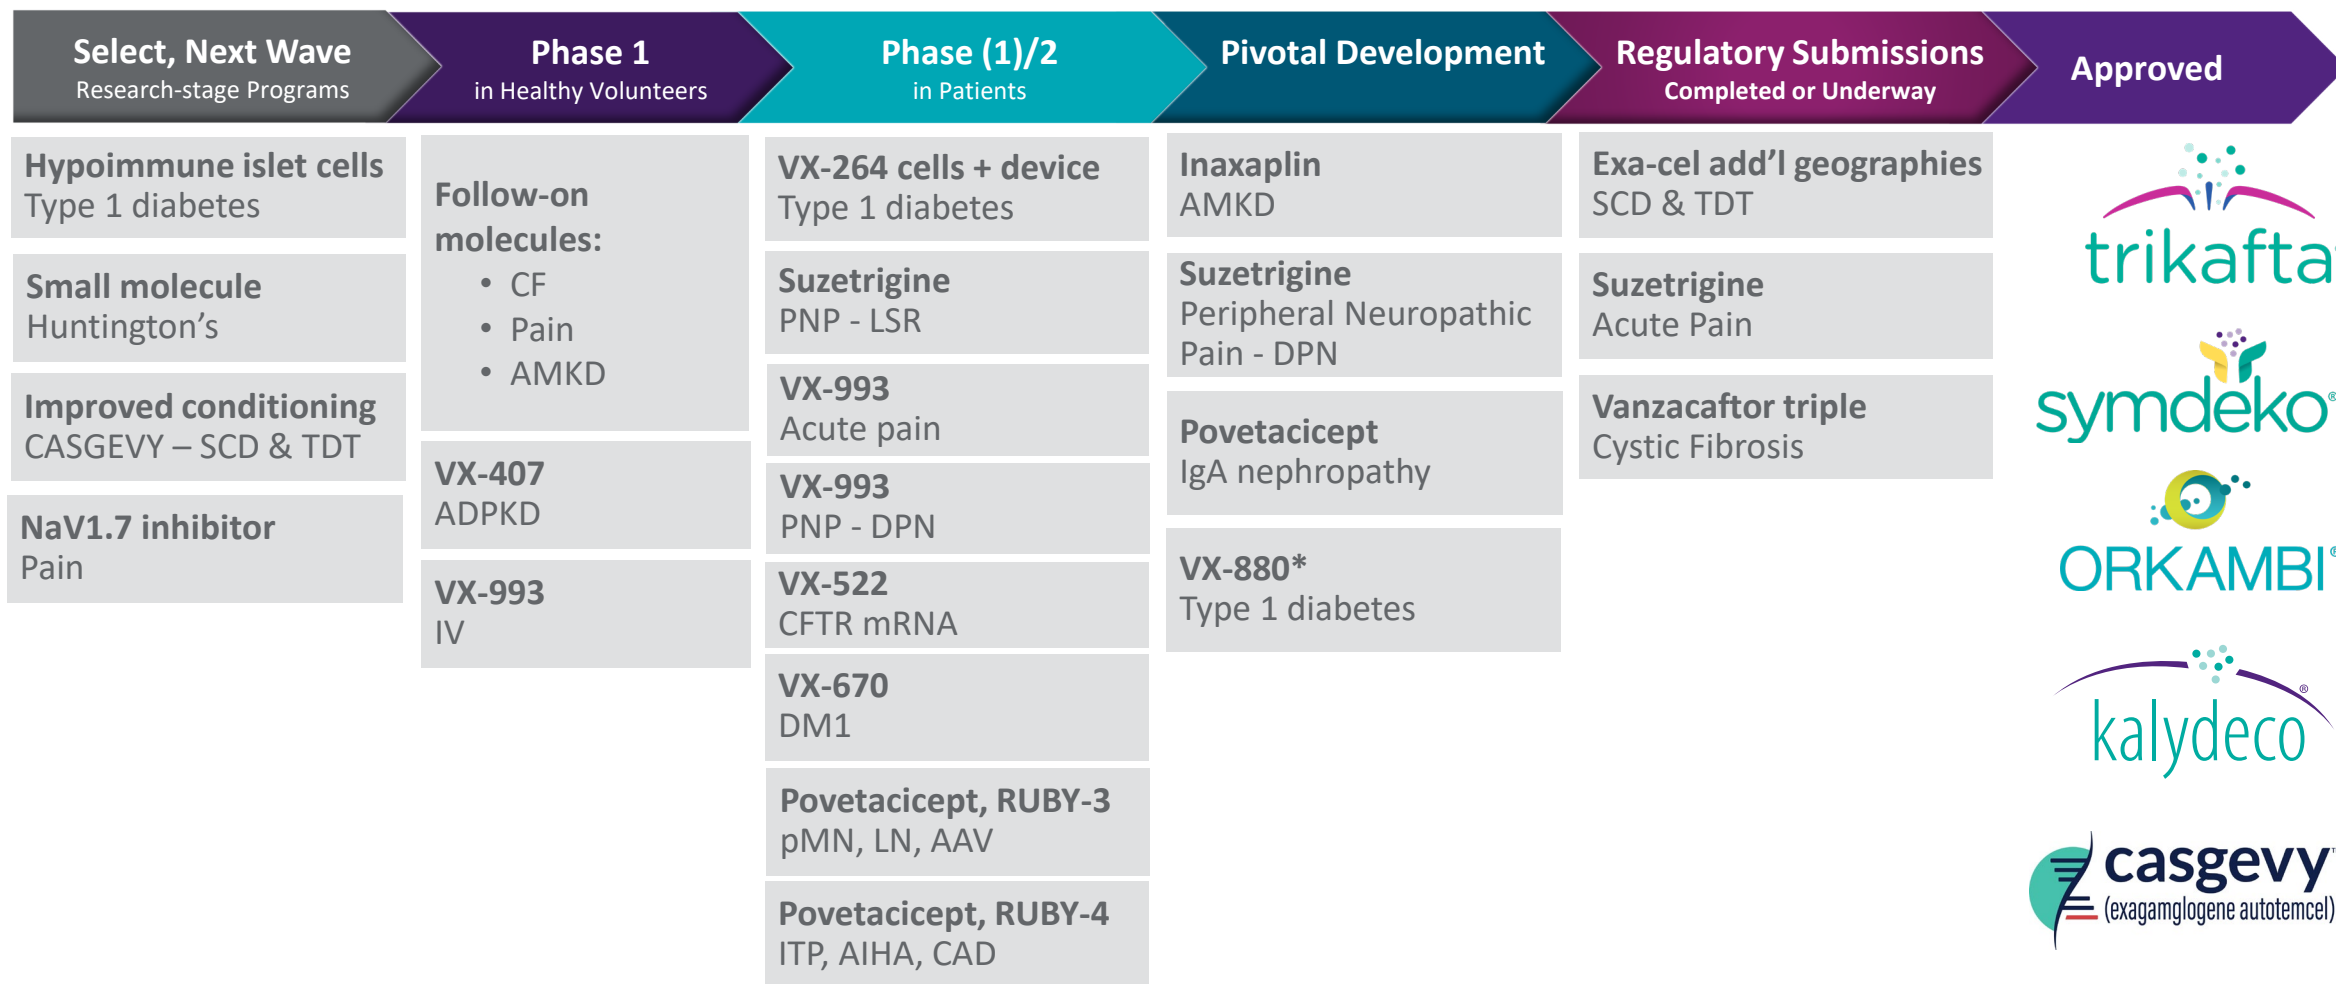 Select, Next Wave
Research-stage Programs
Phase 1
in Healthy Volunteers
Phase (1)/2
in Patients
Pivotal Development
Regulatory Submissions
Completed or Underway
Approved
Hypoimmune islet cells
Type 1 diabetes
Small molecule
Huntington’s
Improved conditioning
CASGEVY – SCD & TDT
NaV1.7 inhibitor
Pain
Follow-on
molecules:
• CF
• Pain
• AMKD
VX-407
ADPKD
VX-993
IV
VX-264 cells + device
Type 1 diabetes
Suzetrigine
PNP - LSR
VX-993
Acute pain
VX-993
PNP - DPN
VX-522
CFTR mRNA
VX-670
DM1
Povetacicept, RUBY-3
pMN, LN, AAV
Povetacicept, RUBY-4
ITP, AIHA, CAD
Inaxaplin
AMKD
Suzetrigine
Peripheral Neuropathic
Pain - DPN
Povetacicept
IgA nephropathy
VX-880*
Type 1 diabetes
Exa-cel add’l geographies
SCD & TDT
Suzetrigine
Acute Pain
Vanzacaftor triple
Cystic Fibrosis
trikafta
symdeko®
ORKAMBI®
kalydeco®
casgevy™
(exagamglogene autotemcel)